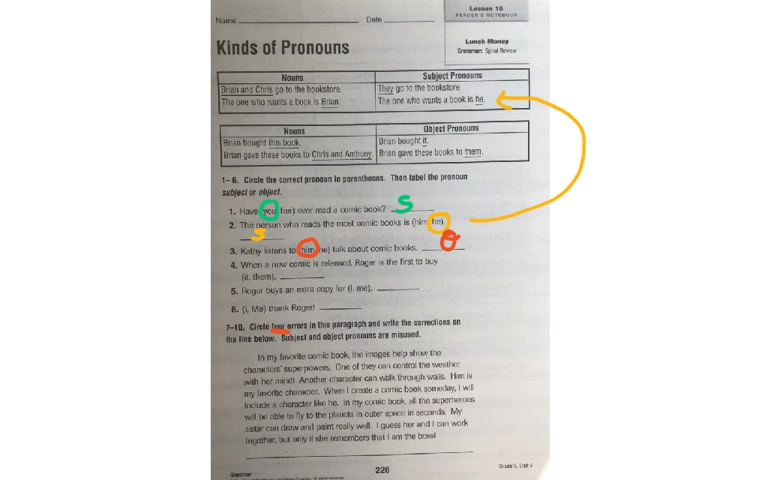 Name Date
Lesson 16
READER'S NOTEBOOK
Lunch Money
Grammar: Spiral Review
Kinds of Pronouns
Nouns Subject Pronouns
Brian and Chris go to the bookstore. They go to the bookstore.
The one who wants a book is Brian. The one who wants a book is he.
Nouns Object Pronouns
Brian bought this book. Brian bought it.
Brian gave these books to Chris and Anthony. Brian gave these books to them.
1–6. Circle the correct pronoun in parentheses. Then label the pronoun
subject or object.
1. Have (you, her) ever read a comic book? S
2. The person who reads the most comic books is (him, he).
S
3. Kathy listens to (him, he) talk about comic books. O
4. When a new comic is released, Roger is the first to buy
(it, them).
5. Roger buys an extra copy for (I, me).
6. (I, Me) thank Roger!
7–10. Circle four errors in this paragraph and write the corrections on
the line below. Subject and object pronouns are misused.
In my favorite comic book, the images help show the
characters' superpowers. One of they can control the weather
with her mind! Another character can walk through walls. Him is
my favorite character. When I create a comic book someday, I will
include a character like he. In my comic book, all the superheroes
will be able to fly to the planets in outer space in seconds. My
sister can draw and paint really well. I guess her and I can work
together, but only if she remembers that I am the boss!
Grammar
226
Grade 5, Unit 4